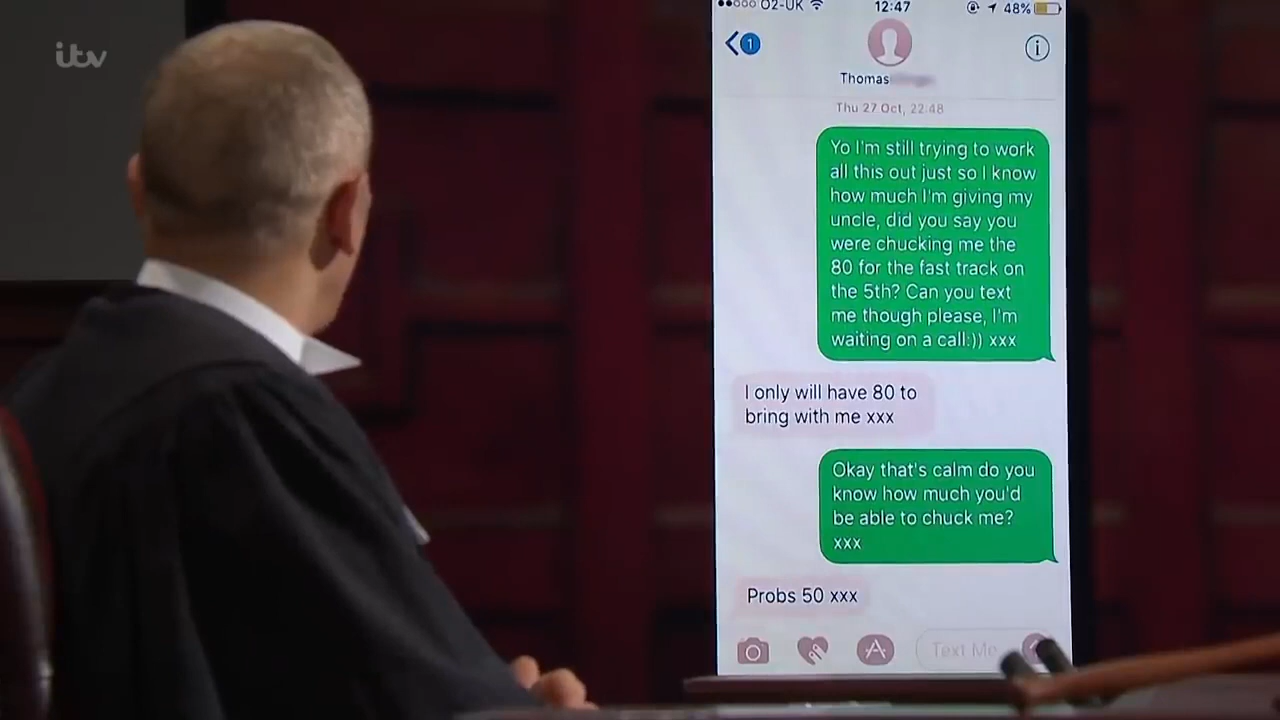 itv
O2-UK
12:47
48%
1
Thomas
Thu 27 Oct, 22:48
Yo I'm still trying to work
all this out just so I know
how much I'm giving my
uncle, did you say you
were chucking me the
80 for the fast track on
the 5th? Can you text
me though please, I'm
waiting on a call:)) xxx
I only will have 80 to
bring with me xxx
Okay that's calm do you
know how much you'd
be able to chuck me?
xxx
Probs 50 xxx
Text Me